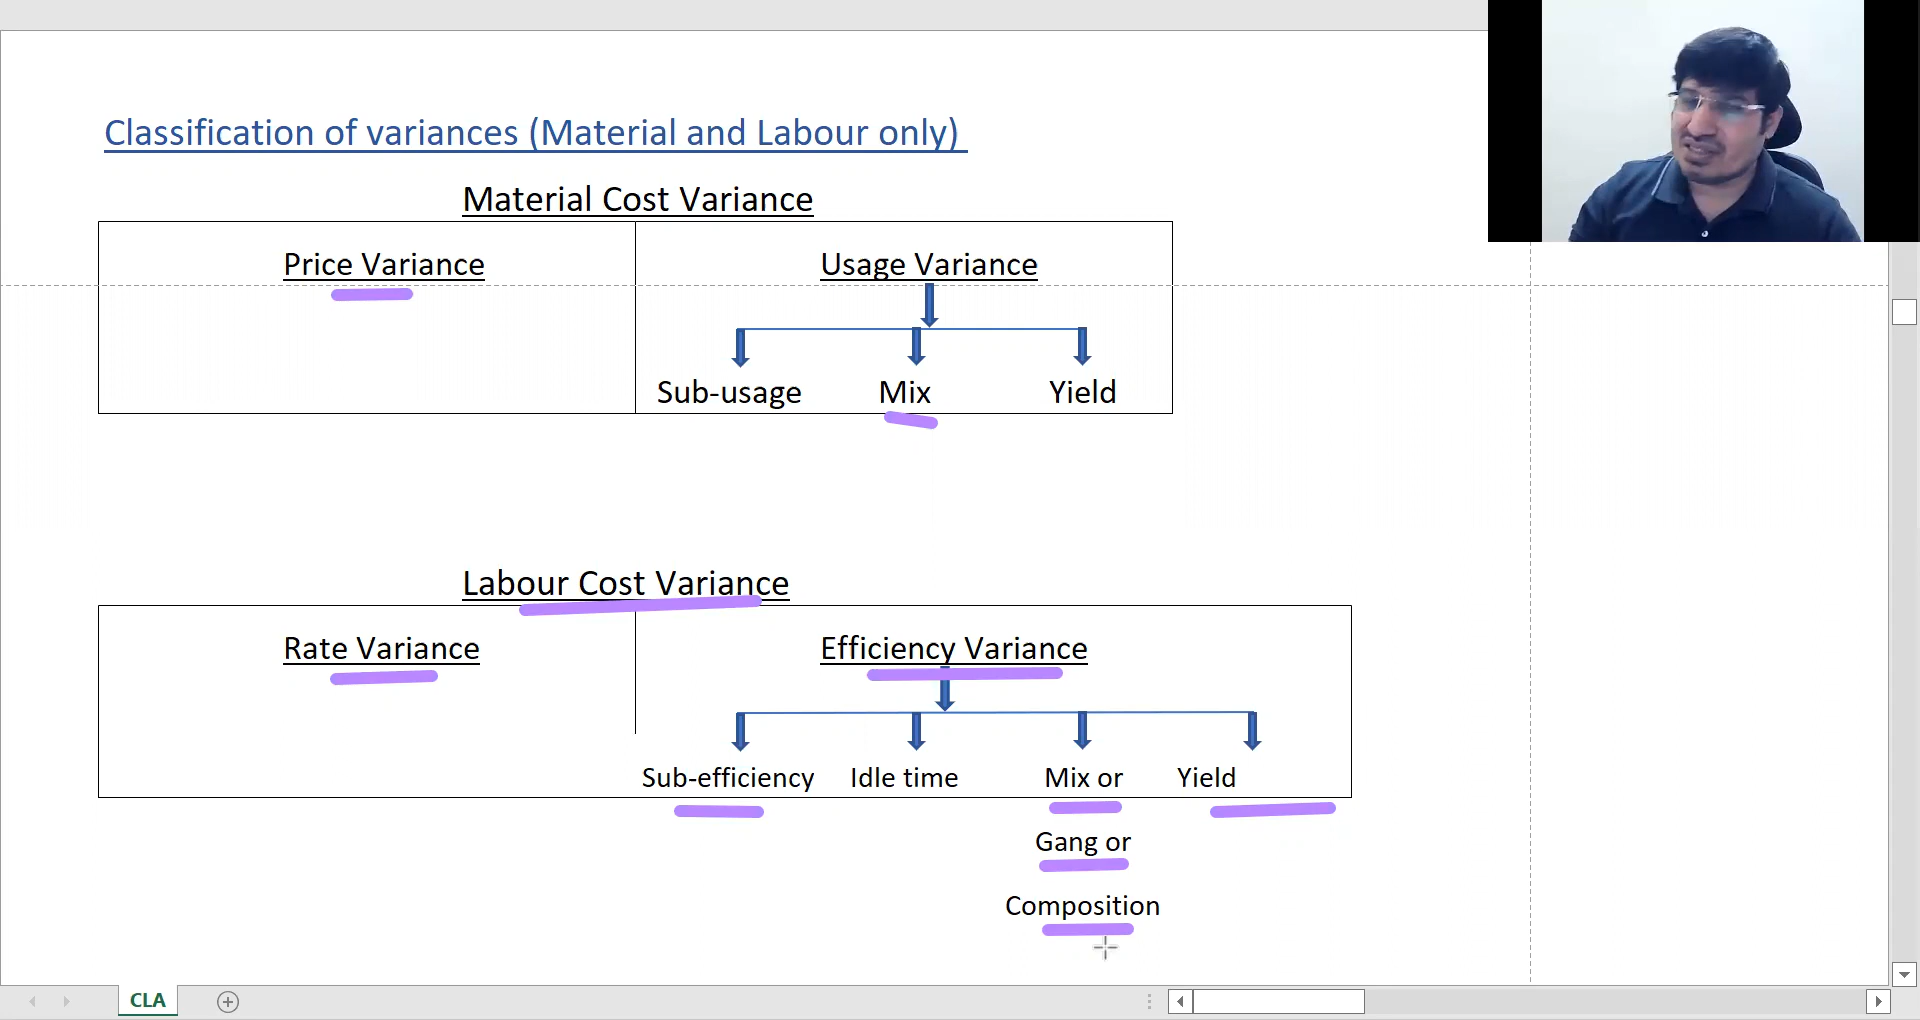 Classification of variances (Material and Labour only)
Material Cost Variance
Price Variance
Usage Variance
Sub-usage
Mix
Yield
Labour Cost Variance
Rate Variance
Efficiency Variance
Sub-efficiency
Idle time
Mix or
Gang or
Composition
Yield
CLA